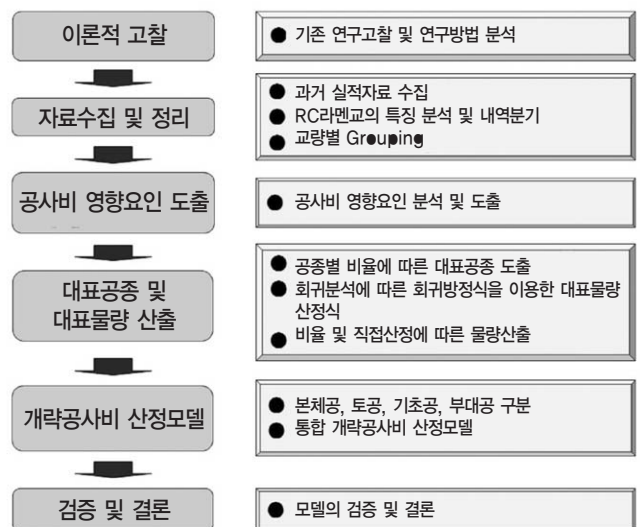 이론적 고찰
● 기존 연구고찰 및 연구방법 분석
자료수집 및 정리
● 과거 실적자료 수집
● RC라멘교의 특징 분석 및 내역분기
● 교량별 Grouping
공사비 영향요인 도출
● 공사비 영향요인 분석 및 도출
대표공종 및
대표물량 산출
● 공종별 비율에 따른 대표공종 도출
● 회귀분석에 따른 회귀방정식을 이용한 대표물량
산정식
● 비율 및 직접산정에 따른 물량산출
개략공사비 산정모델
● 본체공, 토공, 기초공, 부대공 구분
● 통합 개략공사비 산정모델
검증 및 결론
● 모델의 검증 및 결론